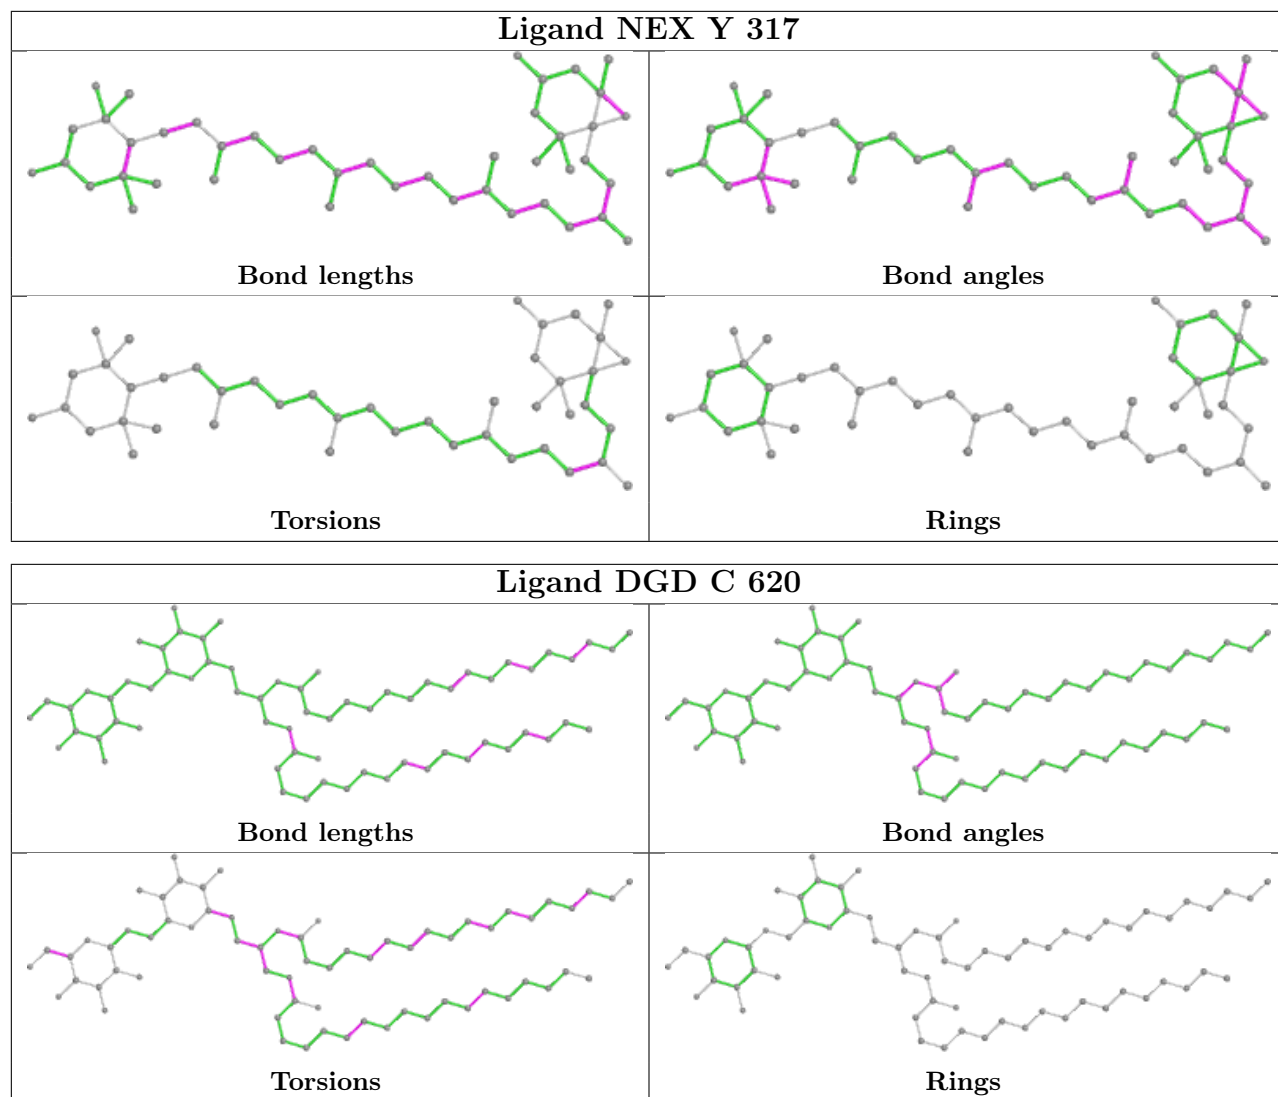 Ligand NEX Y 317
Bond lengths
Bond angles
Torsions
Rings
Ligand DGD C 620
Bond lengths
Bond angles
Torsions
Rings